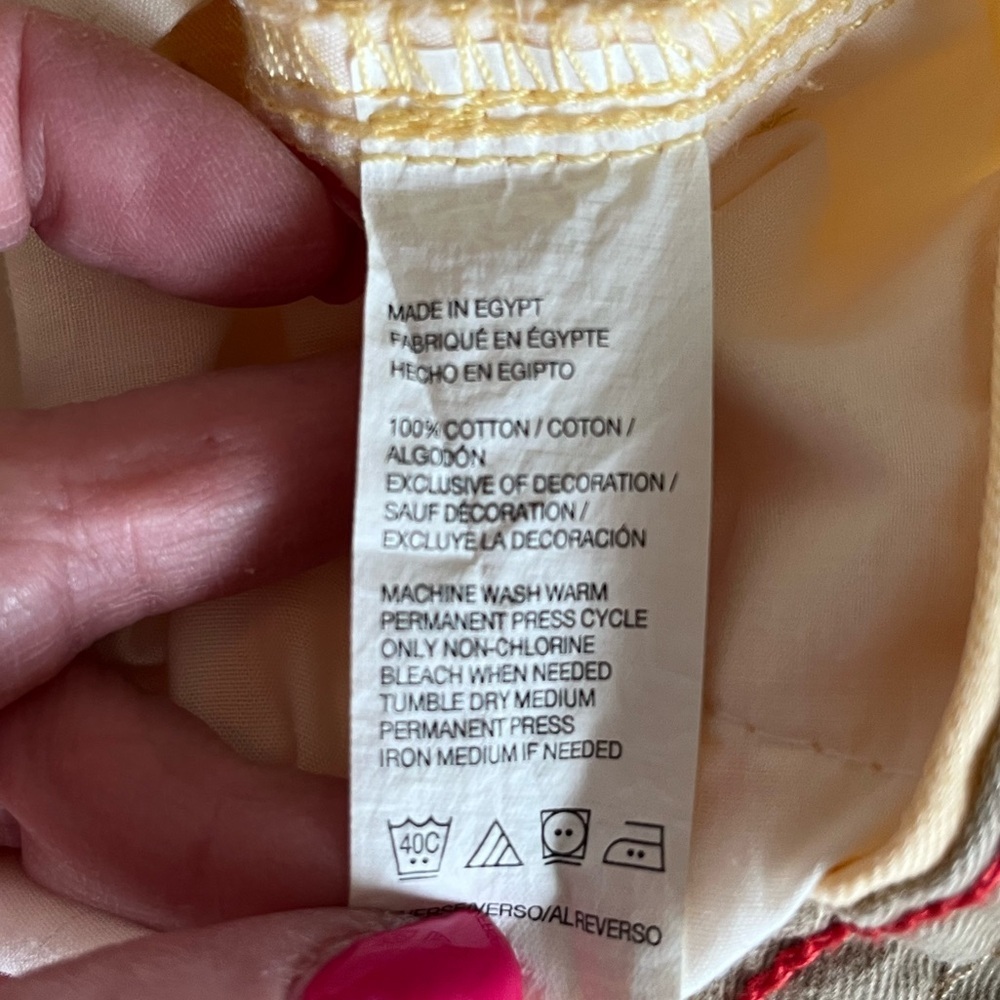 MADE IN EGYPT
FABRIQUÉ EN ÉGYPTE
HECHO EN EGIPTO
100% COTTON / COTON /
ALGODÓN
EXCLUSIVE OF DECORATION /
SAUF DÉCORATION /
EXCLUYE LA DECORACIÓN
MACHINE WASH WARM
PERMANENT PRESS CYCLE
ONLY NON-CHLORINE
BLEACH WHEN NEEDED
TUMBLE DRY MEDIUM
PERMANENT PRESS
IRON MEDIUM IF NEEDED
40C
VERSO/AL REVERSO